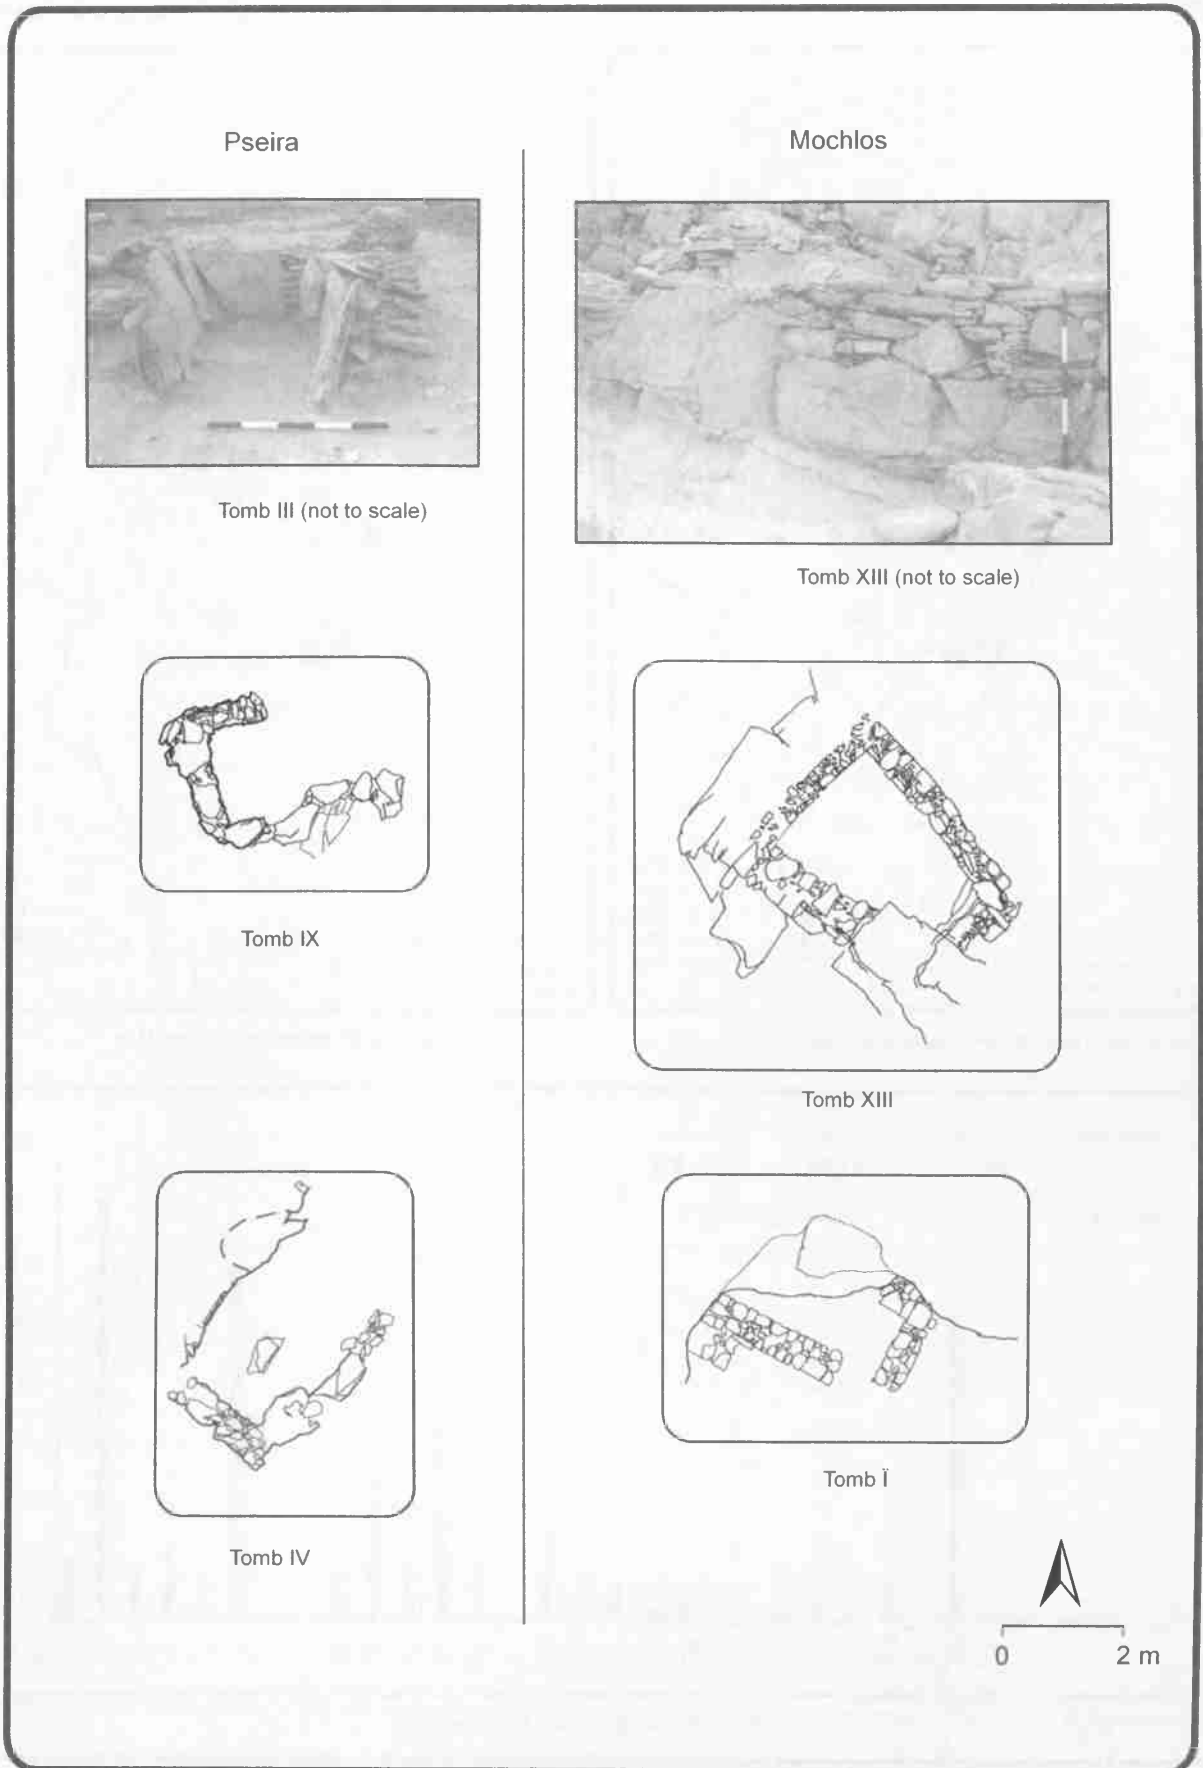 Pseira
Mochlos
Tomb III (not to scale)
Tomb XIII (not to scale)
Tomb IX
Tomb XIII
Tomb IV
Tomb Ï
0 2 m